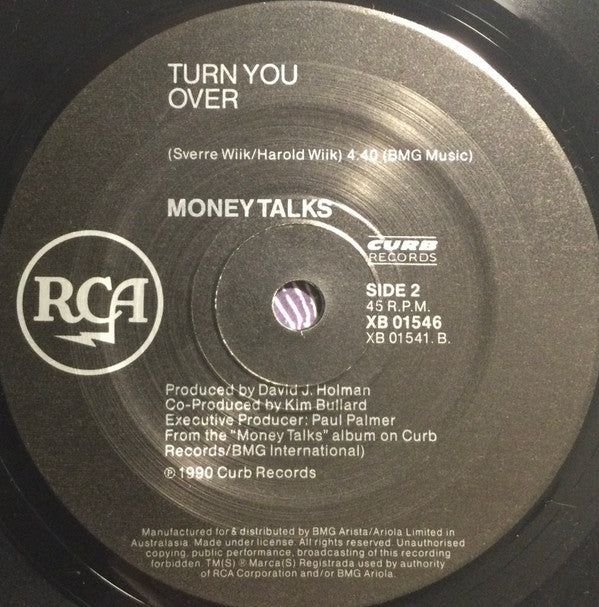 TURN YOU
OVER
(Sverre Wiik/Harold Wiik) 4.40 (BMG Music)
MONEY TALKS
CURB
RECORDS
RCA
SIDE 2
45 R.P.M.
XB 01546
XB 01541. B.
Produced by David J. Holman
Co-Produced by Kim Bullard
Executive Producer: Paul Palmer
From the "Money Talks" album on Curb
Records/BMG International)
℗ 1990 Curb Records
Manufactured for & distributed by BMG Arista/Ariola Limited in
Australasia. Made under license. All rights reserved. Unauthorised
copying, public performance, broadcasting of this recording
forbidden. TM(S) ® Marca(S) Registrada used by authority
of RCA Corporation and/or BMG Ariola.